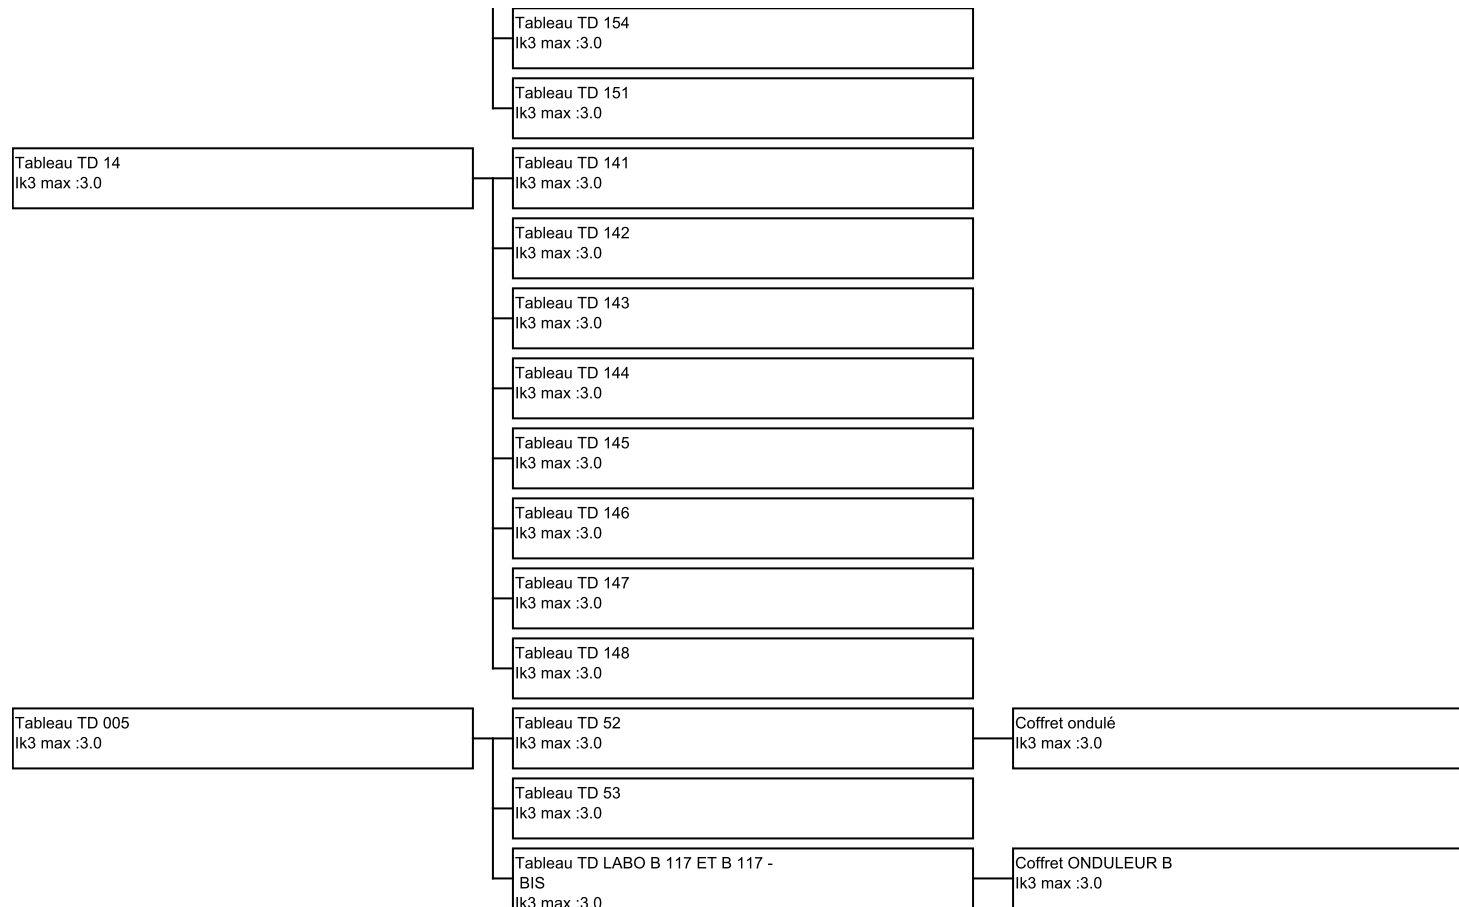 Tableau TD 154
Ik3 max :3.0
Tableau TD 151
Ik3 max :3.0
Tableau TD 14
Ik3 max :3.0
Tableau TD 141
Ik3 max :3.0
Tableau TD 142
Ik3 max :3.0
Tableau TD 143
Ik3 max :3.0
Tableau TD 144
Ik3 max :3.0
Tableau TD 145
Ik3 max :3.0
Tableau TD 146
Ik3 max :3.0
Tableau TD 147
Ik3 max :3.0
Tableau TD 148
Ik3 max :3.0
Tableau TD 005
Ik3 max :3.0
Tableau TD 52
Ik3 max :3.0
Coffret ondulé
Ik3 max :3.0
Tableau TD 53
Ik3 max :3.0
Tableau TD LABO B 117 ET B 117 -
BIS
Ik3 max :3.0
Coffret ONDULEUR B
Ik3 max :3.0